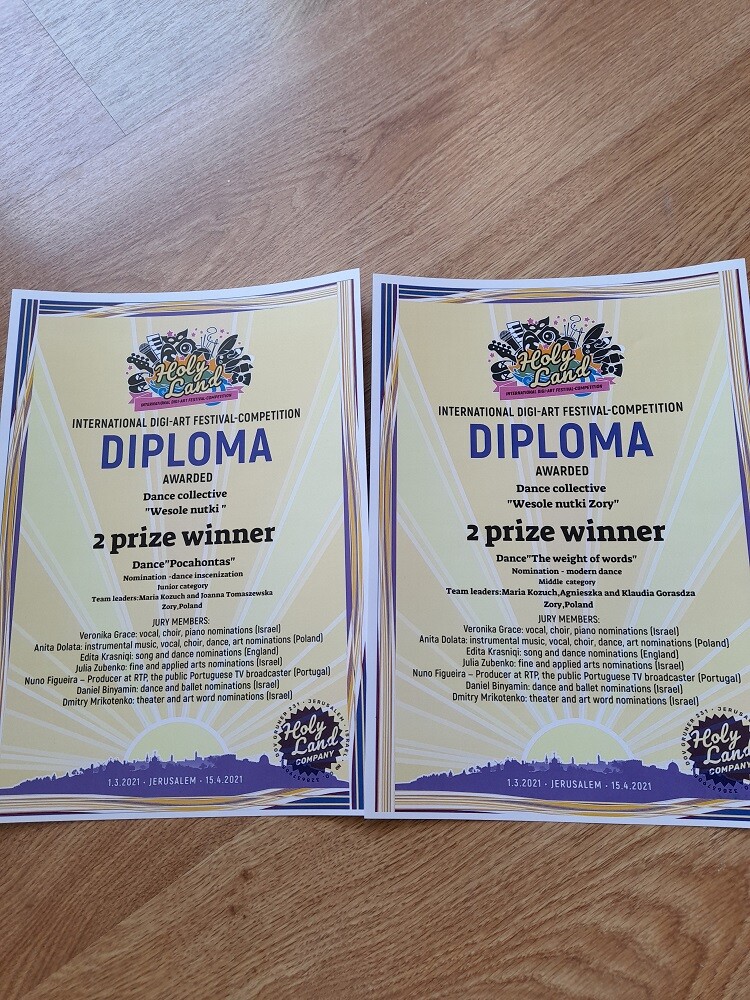 Holy
Land
INTERNATIONAL DIGI-ART FESTIVAL-COMPETITION
INTERNATIONAL DIGI-ART FESTIVAL-COMPETITION
DIPLOMA
AWARDED
Dance collective
"Wesole nutki "
2 prize winner
Dance"Pocahontas"
Nomination -dance inscenization
Junior category
Team leaders:Maria Kozuch and Joanna Tomaszewska
Zory,Poland
JURY MEMBERS:
Veronika Grace: vocal, choir, piano nominations (Israel)
Anita Dolata: instrumental music, vocal, choir, dance, art nominations (Poland)
Edita Krasniqi: song and dance nominations (England)
Julia Zubenko: fine and applied arts nominations (Israel)
Nuno Figueira – Producer at RTP, the public Portuguese TV broadcaster (Portugal)
Daniel Binyamin: dance and ballet nominations (Israel)
Dmitry Mrikotenko: theater and art word nominations (Israel)
Holy
Land
COMPANY
1.3.2021 · JERUSALEM · 15.4.2021
Holy
Land
INTERNATIONAL DIGI-ART FESTIVAL-COMPETITION
INTERNATIONAL DIGI-ART FESTIVAL-COMPETITION
DIPLOMA
AWARDED
Dance collective
"Wesole nutki Zory"
2 prize winner
Dance"The weight of words"
Nomination - modern dance
Middle category
Team leaders:Maria Kozuch,Agnieszka and Klaudia Gorasdza
Zory,Poland
JURY MEMBERS:
Veronika Grace: vocal, choir, piano nominations (Israel)
Anita Dolata: instrumental music, vocal, choir, dance, art nominations (Poland)
Edita Krasniqi: song and dance nominations (England)
Julia Zubenko: fine and applied arts nominations (Israel)
Nuno Figueira – Producer at RTP, the public Portuguese TV broadcaster (Portugal)
Daniel Binyamin: dance and ballet nominations (Israel)
Dmitry Mrikotenko: theater and art word nominations (Israel)
Holy
Land
COMPANY
1.3.2021 · JERUSALEM · 15.4.2021